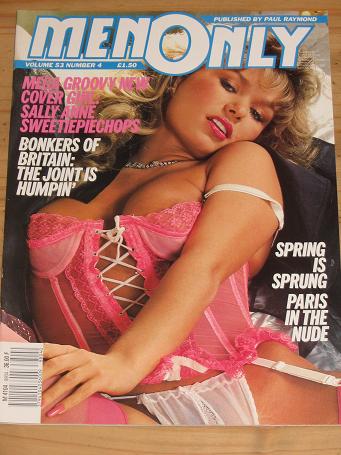 PUBLISHED BY PAUL RAYMOND
MEN ONLY
VOLUME 53 NUMBER 4 £1.50
MEGA GROOVY NEW
COVER GIRL
SALLY ANNE
SWEETIEPIECHOPS
BONKERS OF
BRITAIN:
THE JOINT IS
HUMPIN'
SPRING
IS
SPRUNG
PARIS
IN THE
NUDE